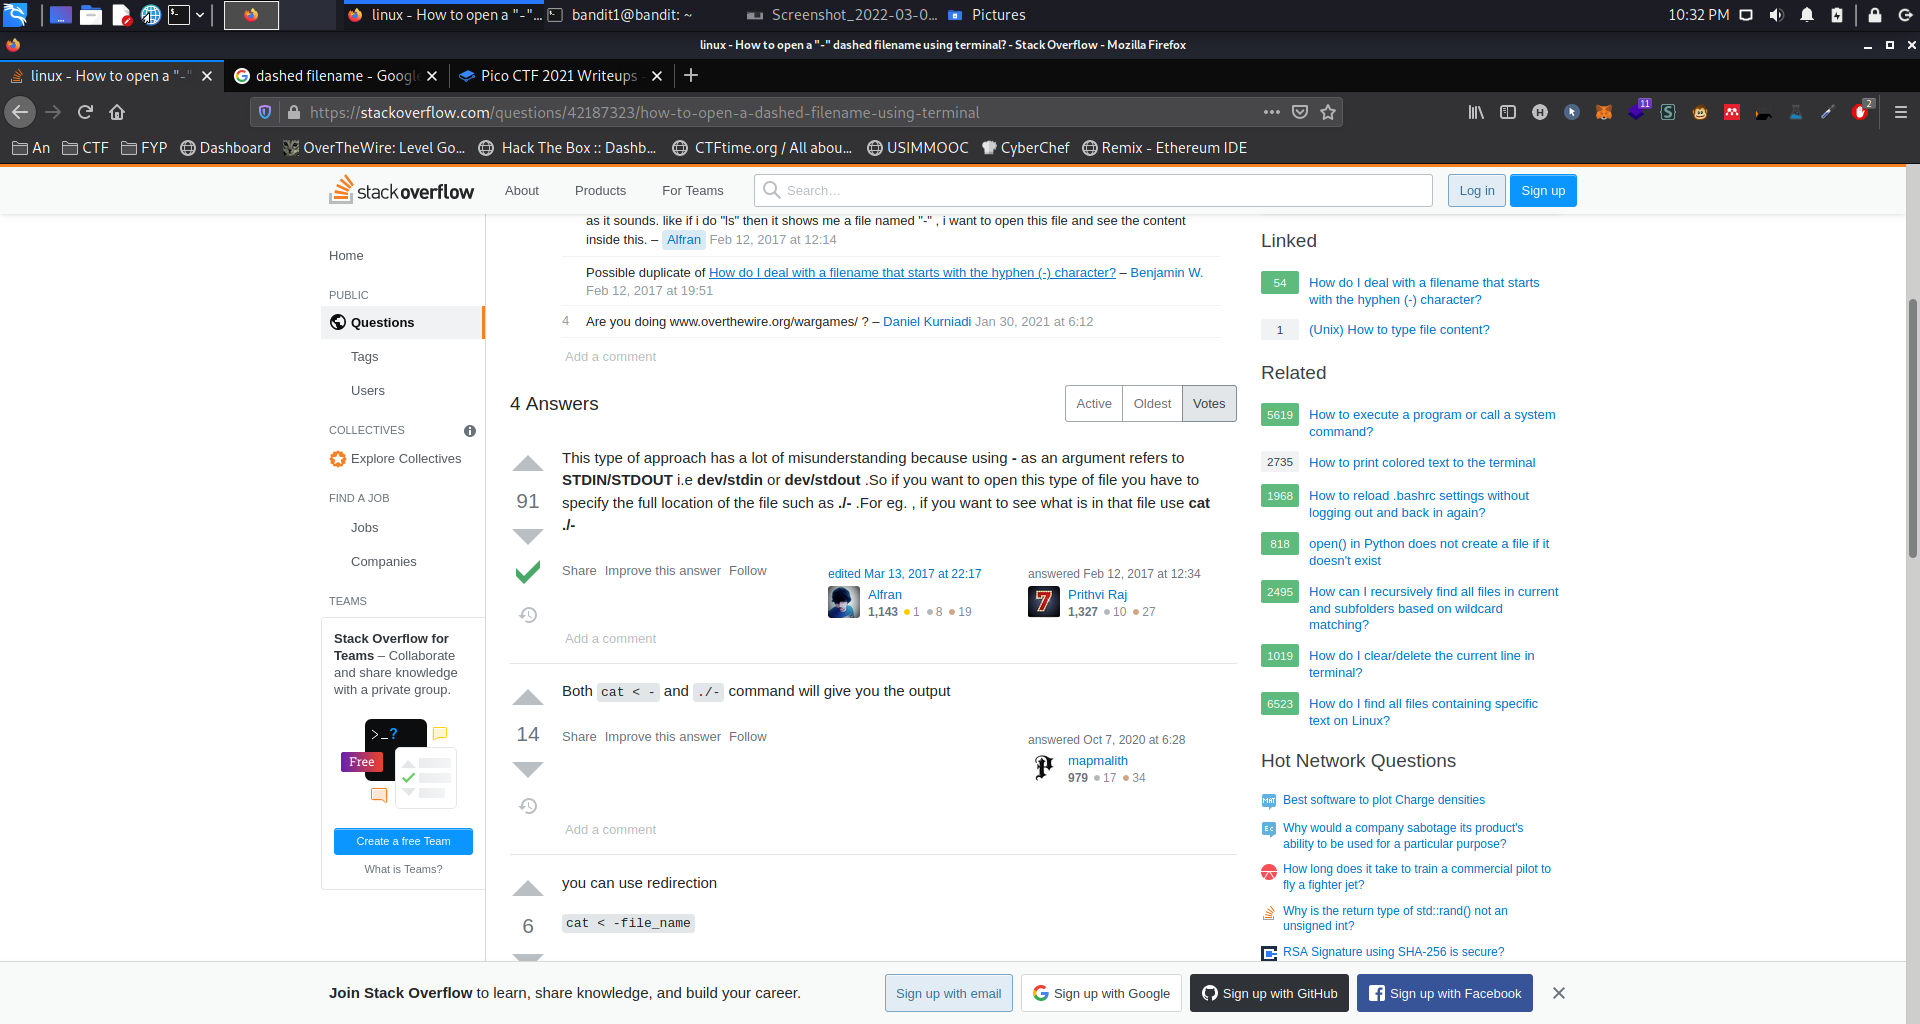 linux - How to open a "-"...
bandit1@bandit: ~
Screenshot_2022-03-0...
Pictures
10:32 PM
linux - How to open a "-" dashed filename using terminal? - Stack Overflow - Mozilla Firefox
linux - How to open a "-"
dashed filename - Google
Pico CTF 2021 Writeups
https://stackoverflow.com/questions/42187323/how-to-open-a-dashed-filename-using-terminal
11
2
An
CTF
FYP
Dashboard
OverTheWire: Level Go...
Hack The Box :: Dashb...
CTFtime.org / All abou...
USIMMOOC
CyberChef
Remix - Ethereum IDE
stackoverflow
About
Products
For Teams
Search...
Log in
Sign up
Home
PUBLIC
Questions
Tags
Users
COLLECTIVES
Explore Collectives
FIND A JOB
Jobs
Companies
TEAMS
Stack Overflow for
Teams – Collaborate
and share knowledge
with a private group.
>_?
Free
Create a free Team
What is Teams?
as it sounds. like if i do "ls" then it shows me a file named "-" , i want to open this file and see the content
inside this. – Alfran Feb 12, 2017 at 12:14
Possible duplicate of How do I deal with a filename that starts with the hyphen (-) character? – Benjamin W.
Feb 12, 2017 at 19:51
4 Are you doing www.overthewire.org/wargames/ ? – Daniel Kurniadi Jan 30, 2021 at 6:12
Add a comment
4 Answers
Active
Oldest
Votes
91
This type of approach has a lot of misunderstanding because using - as an argument refers to
STDIN/STDOUT i.e dev/stdin or dev/stdout .So if you want to open this type of file you have to
specify the full location of the file such as ./- .For eg. , if you want to see what is in that file use cat
./-
Share Improve this answer Follow
edited Mar 13, 2017 at 22:17
Alfran
1,143 1 8 19
answered Feb 12, 2017 at 12:34
7
Prithvi Raj
1,327 10 27
Add a comment
14
Both cat < - and ./- command will give you the output
Share Improve this answer Follow
answered Oct 7, 2020 at 6:28
mapmalith
979 17 34
Add a comment
6
you can use redirection
cat < -file_name
Linked
54 How do I deal with a filename that starts
with the hyphen (-) character?
1 (Unix) How to type file content?
Related
5619 How to execute a program or call a system
command?
2735 How to print colored text to the terminal
1968 How to reload .bashrc settings without
logging out and back in again?
818 open() in Python does not create a file if it
doesn't exist
2495 How can I recursively find all files in current
and subfolders based on wildcard
matching?
1019 How do I clear/delete the current line in
terminal?
6523 How do I find all files containing specific
text on Linux?
Hot Network Questions
Best software to plot Charge densities
Why would a company sabotage its product's
ability to be used for a particular purpose?
How long does it take to train a commercial pilot to
fly a fighter jet?
Why is the return type of std::rand() not an
unsigned int?
RSA Signature using SHA-256 is secure?
Join Stack Overflow to learn, share knowledge, and build your career.
Sign up with email
Sign up with Google
Sign up with GitHub
Sign up with Facebook